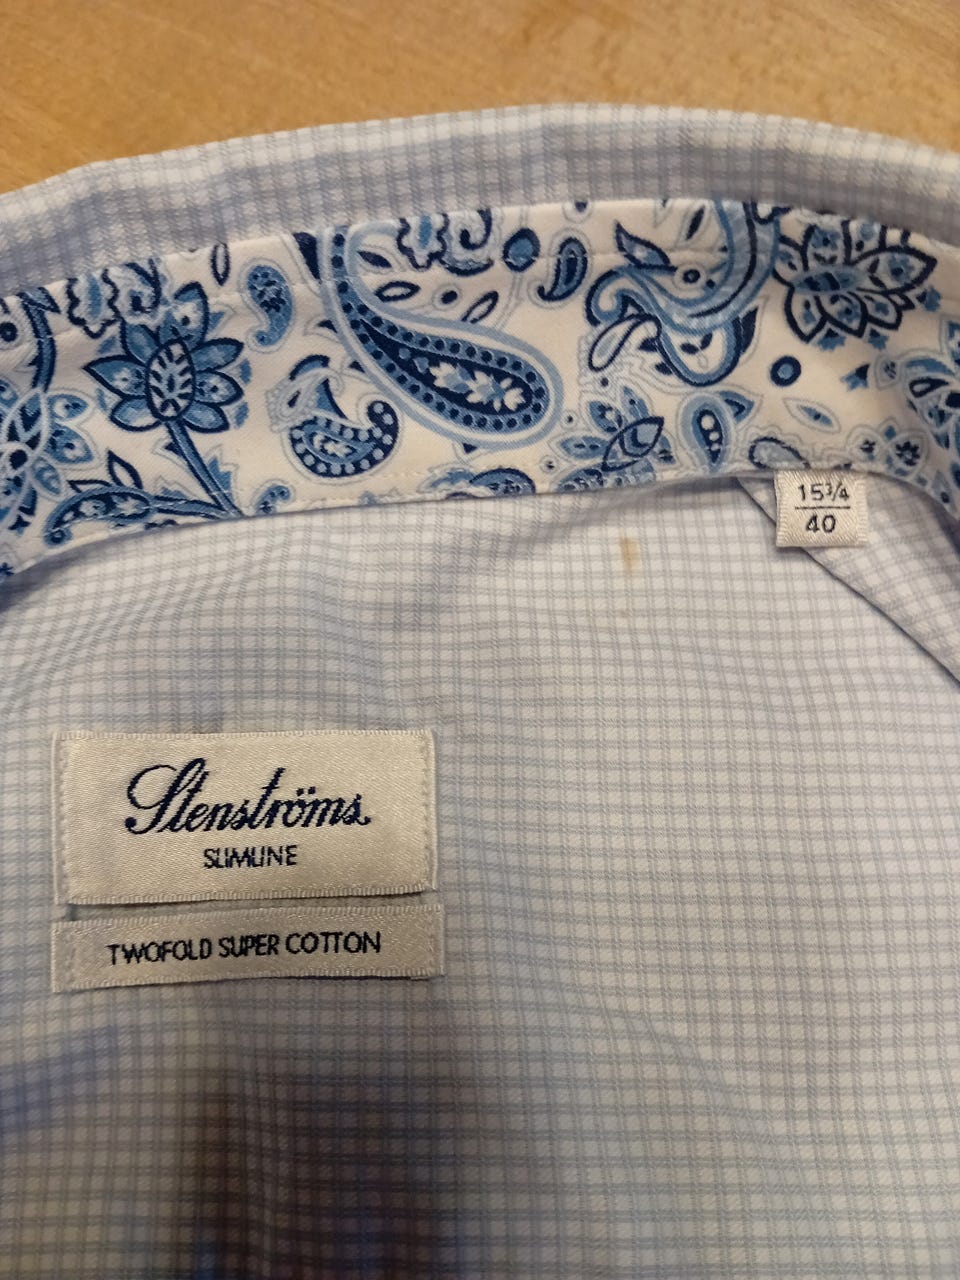 15¾
40
Stenströms
SLIMLINE
TWOFOLD SUPER COTTON